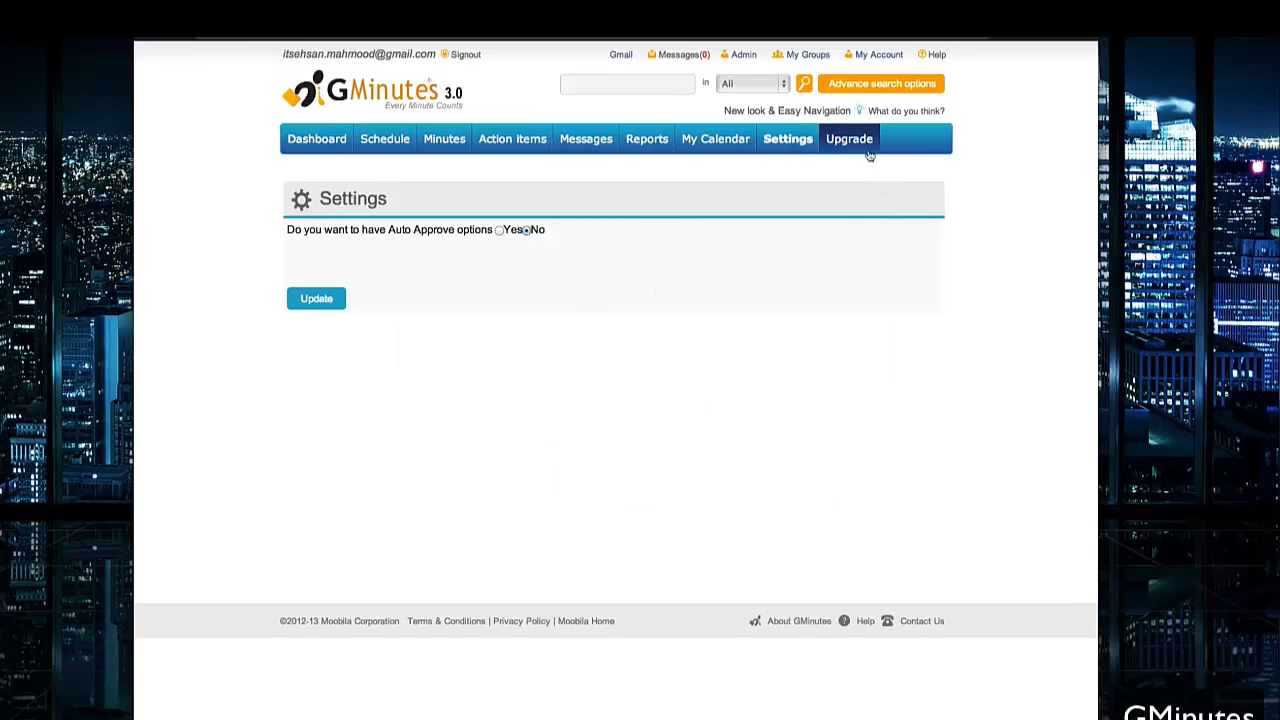 itsehsan.mahmood@gmail.com Signout Gmail Messages(0) Admin My Groups My Account Help
GMinutes 3.0
Every Minute Counts
in All Advance search options
New look & Easy Navigation What do you think?
Dashboard Schedule Minutes Action items Messages Reports My Calendar Settings Upgrade
Settings
Do you want to have Auto Approve options Yes No
Update
©2012-13 Moobila Corporation Terms & Conditions | Privacy Policy | Moobila Home About GMinutes Help Contact Us
GMinutes